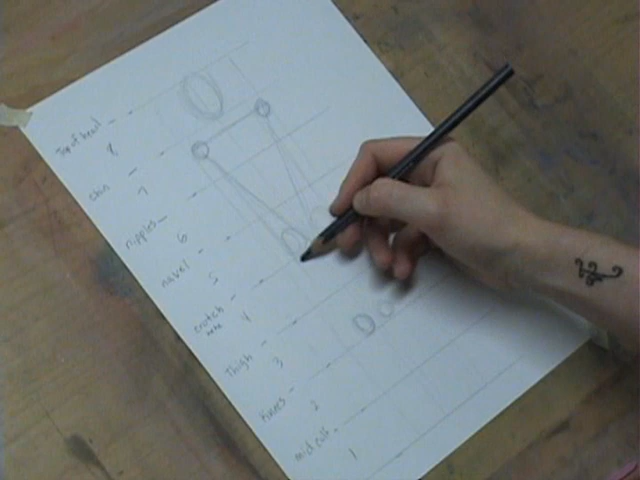 Top of head
8
chin
7
nipples
6
navel
5
crotch
4
Thigh
3
Knees
2
mid calf
1